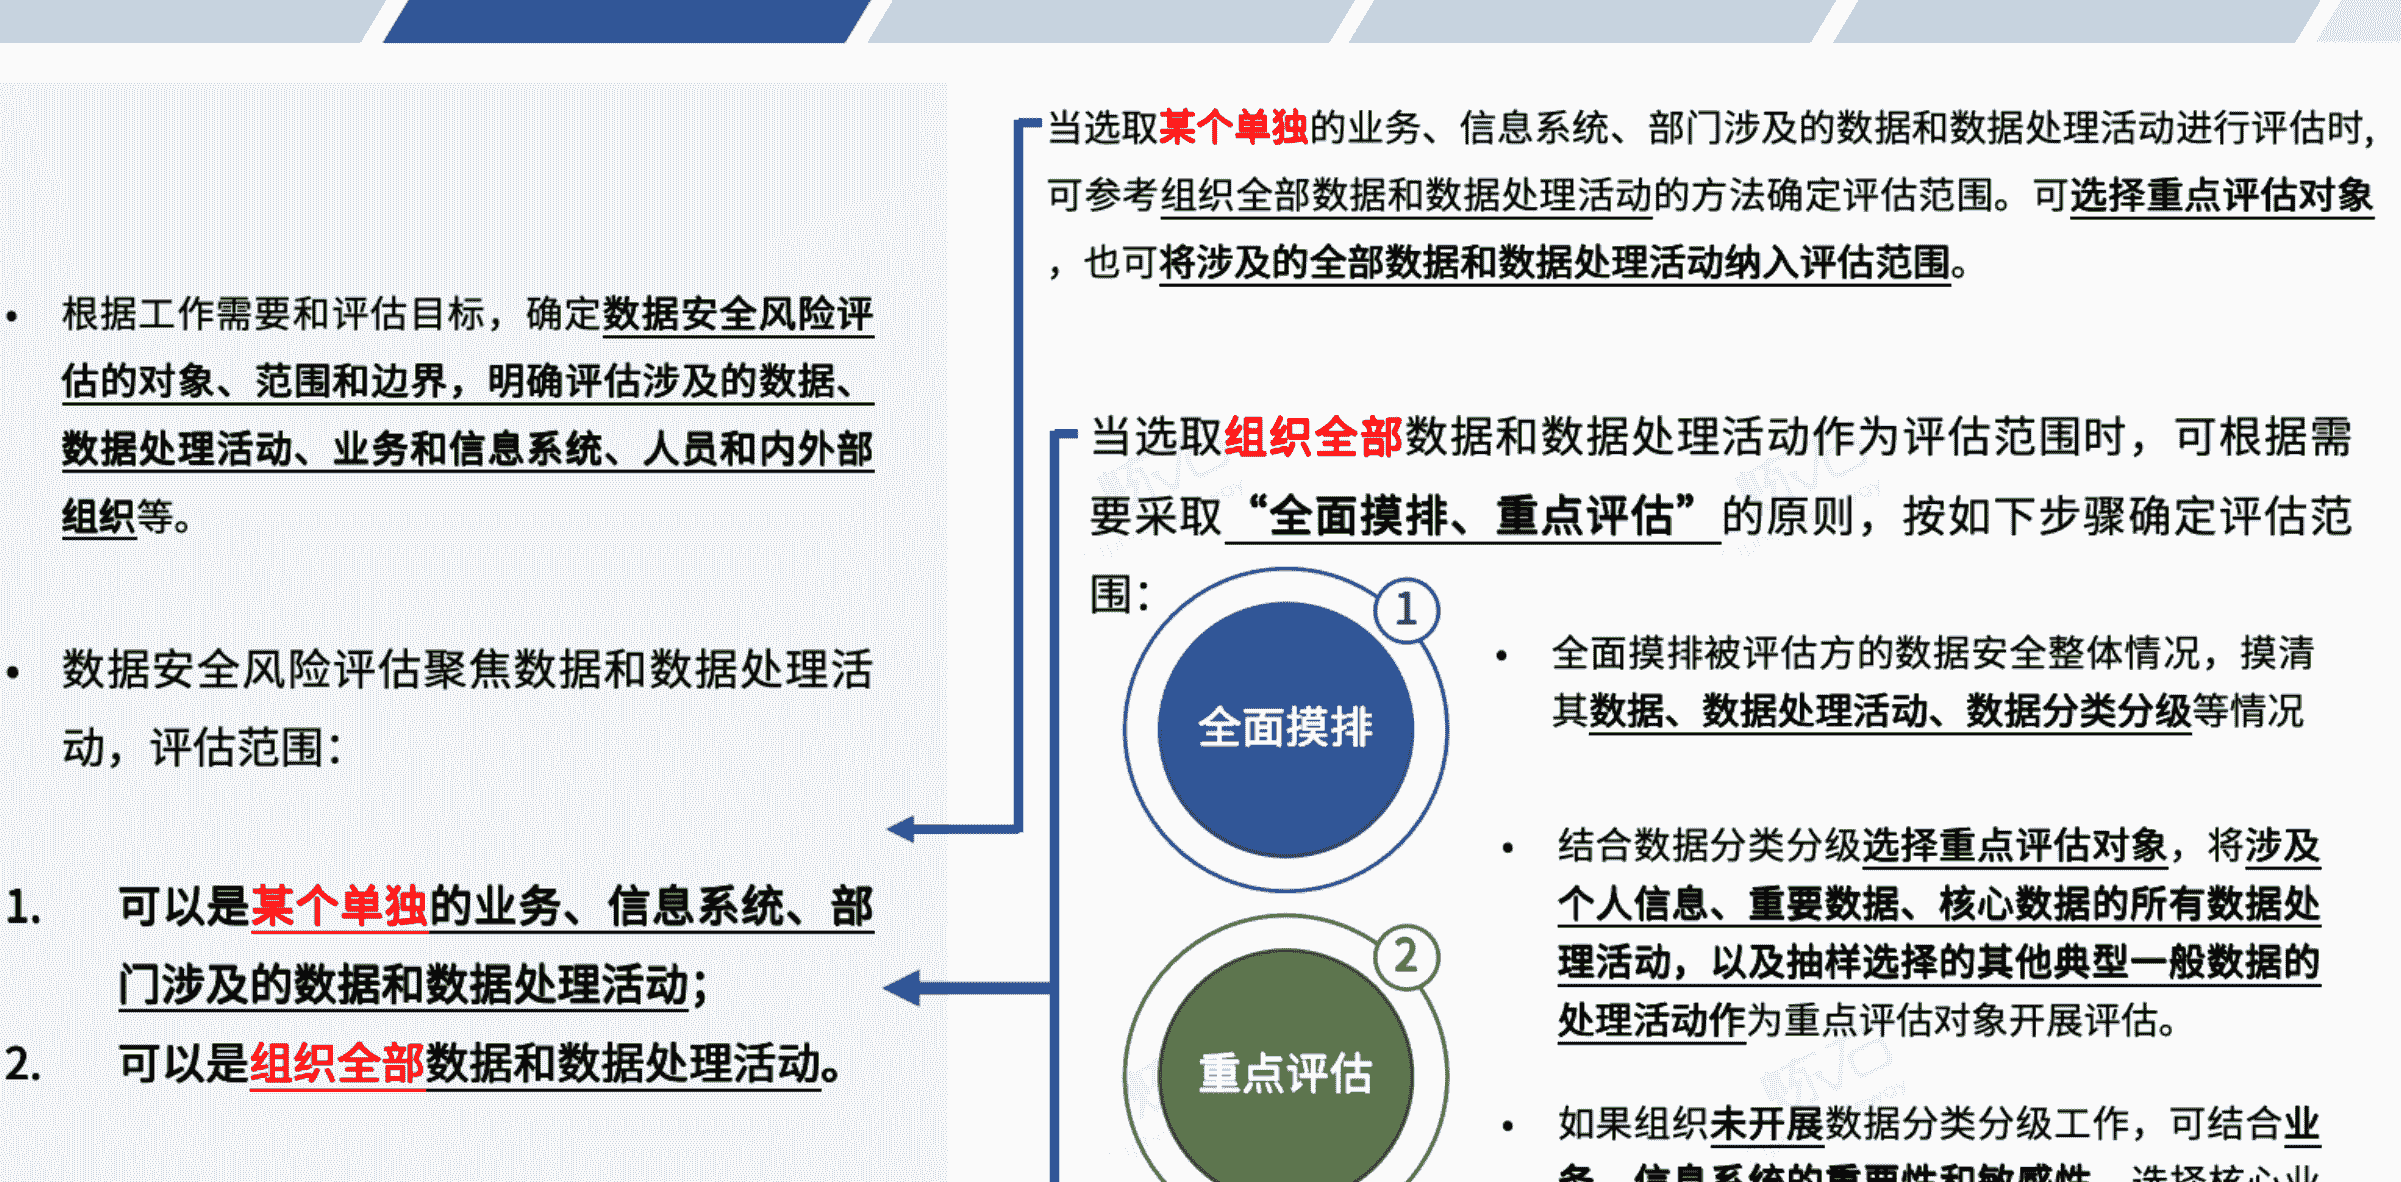 • 根据工作需要和评估目标，确定数据安全风险评
估的对象、范围和边界，明确评估涉及的数据、
数据处理活动、业务和信息系统、人员和内外部
组织等。
• 数据安全风险评估聚焦数据和数据处理活
动，评估范围：
1. 可以是某个单独的业务、信息系统、部
门涉及的数据和数据处理活动；
2. 可以是组织全部数据和数据处理活动。
当选取某个单独的业务、信息系统、部门涉及的数据和数据处理活动进行评估时,
可参考组织全部数据和数据处理活动的方法确定评估范围。可选择重点评估对象
，也可将涉及的全部数据和数据处理活动纳入评估范围。
当选取组织全部数据和数据处理活动作为评估范围时，可根据需
要采取“全面摸排、重点评估”的原则，按如下步骤确定评估范
围：
1
全面摸排
• 全面摸排被评估方的数据安全整体情况，摸清
其数据、数据处理活动、数据分类分级等情况
2
重点评估
• 结合数据分类分级选择重点评估对象，将涉及
个人信息、重要数据、核心数据的所有数据处
理活动，以及抽样选择的其他典型一般数据的
处理活动作为重点评估对象开展评估。
• 如果组织未开展数据分类分级工作，可结合业
务、信息系统的重要性和敏感性，选择核心业